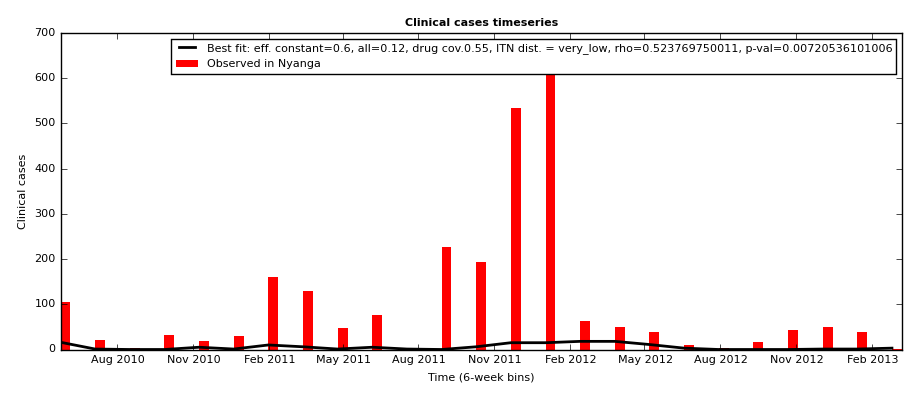 Clinical cases timeseries
Best fit: eff. constant=0.6, all=0.12, drug cov.0.55, ITN dist. = very_low, rho=0.523769750011, p-val=0.00720536101006
Observed in Nyanga
700
600
500
400
300
200
100
0
Clinical cases
Aug 2010 Nov 2010 Feb 2011 May 2011 Aug 2011 Nov 2011 Feb 2012 May 2012 Aug 2012 Nov 2012 Feb 2013
Time (6-week bins)